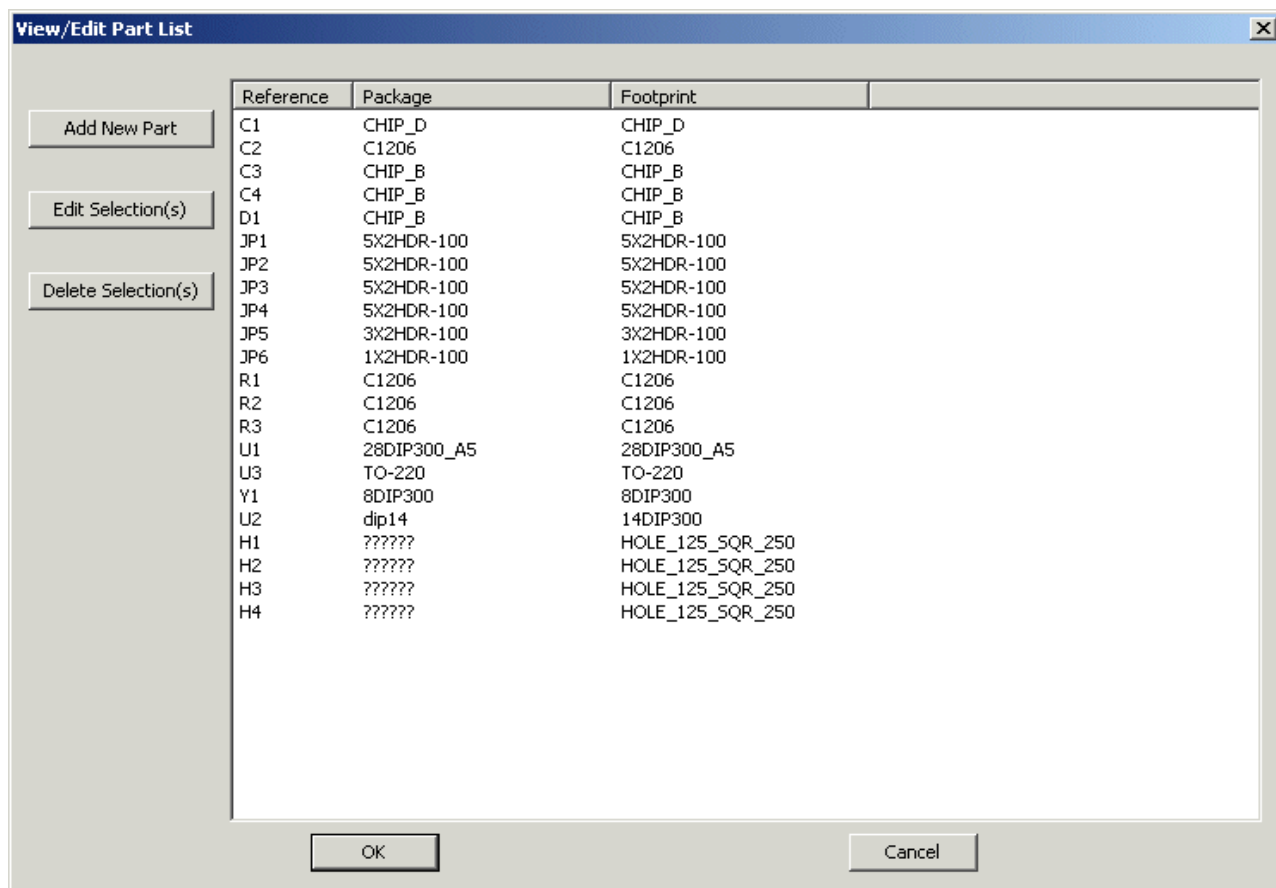 View/Edit Part List
Add New Part
Edit Selection(s)
Delete Selection(s)
Reference Package Footprint
C1 CHIP_D CHIP_D
C2 C1206 C1206
C3 CHIP_B CHIP_B
C4 CHIP_B CHIP_B
D1 CHIP_B CHIP_B
JP1 5X2HDR-100 5X2HDR-100
JP2 5X2HDR-100 5X2HDR-100
JP3 5X2HDR-100 5X2HDR-100
JP4 5X2HDR-100 5X2HDR-100
JP5 3X2HDR-100 3X2HDR-100
JP6 1X2HDR-100 1X2HDR-100
R1 C1206 C1206
R2 C1206 C1206
R3 C1206 C1206
U1 28DIP300_A5 28DIP300_A5
U3 TO-220 TO-220
Y1 8DIP300 8DIP300
U2 dip14 14DIP300
H1 ?????? HOLE_125_SQR_250
H2 ?????? HOLE_125_SQR_250
H3 ?????? HOLE_125_SQR_250
H4 ?????? HOLE_125_SQR_250
OK Cancel